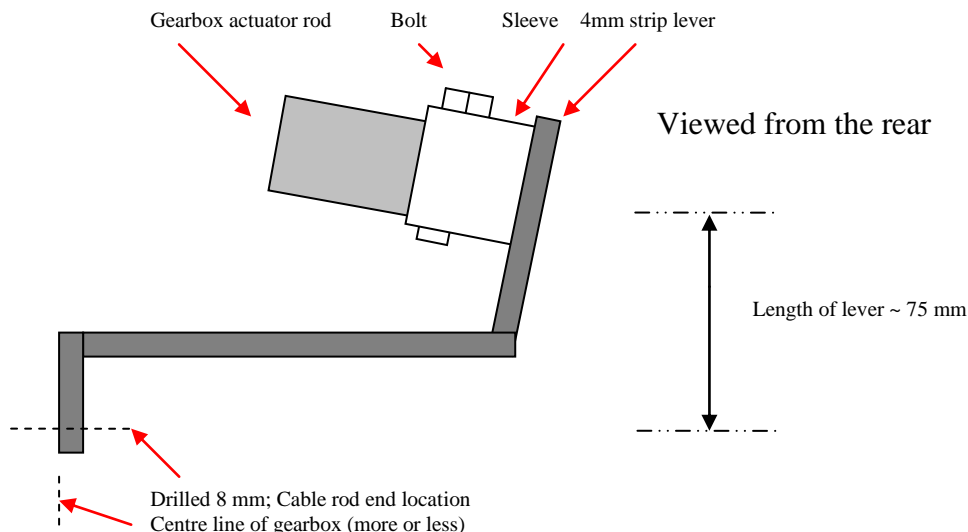 Gearbox actuator rod
Bolt
Sleeve
4mm strip lever
Viewed from the rear
Length of lever ~ 75 mm
Drilled 8 mm; Cable rod end location
Centre line of gearbox (more or less)